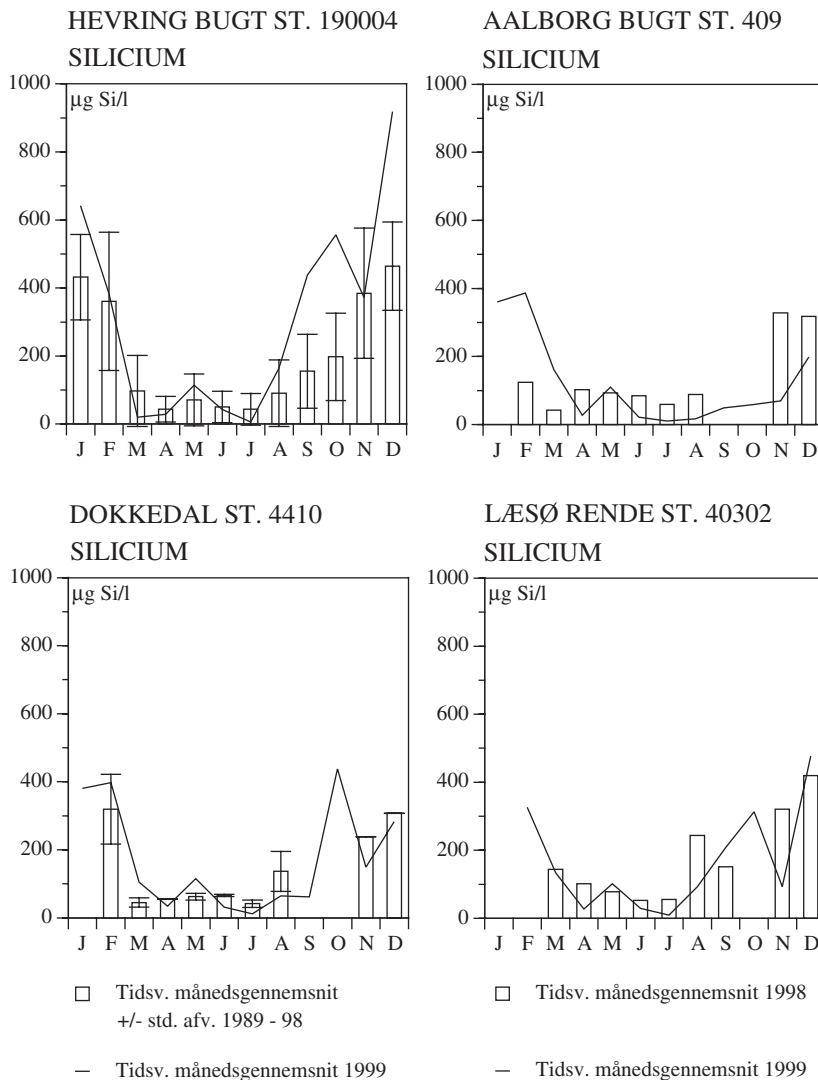 HEVRING BUGT ST. 190004
SILICIUM
µg Si/l
1000
800
600
400
200
0
J F M A M J J A S O N D
AALBORG BUGT ST. 409
SILICIUM
µg Si/l
1000
800
600
400
200
0
J F M A M J J A S O N D
DOKKEDAL ST. 4410
SILICIUM
µg Si/l
1000
800
600
400
200
0
J F M A M J J A S O N D
LÆSØ RENDE ST. 40302
SILICIUM
µg Si/l
1000
800
600
400
200
0
J F M A M J J A S O N D
Tidsv. månedsgennemsnit
+/- std. afv. 1989 - 98
Tidsv. månedsgennemsnit 1999
Tidsv. månedsgennemsnit 1998
Tidsv. månedsgennemsnit 1999